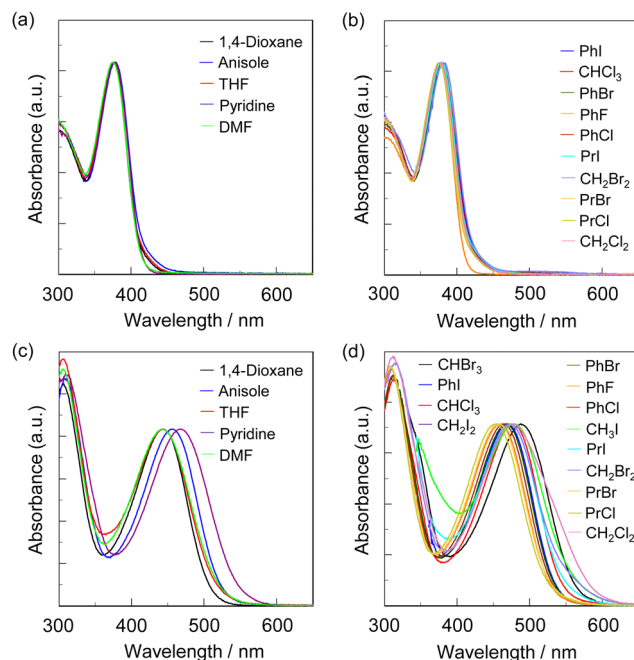 (a)
1,4-Dioxane
Anisole
THF
Pyridine
DMF
Absorbance (a.u.)
300 400 500 600
Wavelength / nm
(b)
PhI
CHCl3
PhBr
PhF
PhCl
PrI
CH2Br2
PrBr
PrCl
CH2Cl2
Absorbance (a.u.)
300 400 500 600
Wavelength / nm
(c)
1,4-Dioxane
Anisole
THF
Pyridine
DMF
Absorbance (a.u.)
300 400 500 600
Wavelength / nm
(d)
CHBr3
PhI
CHCl3
CH2I2
PhBr
PhF
PhCl
CH3I
PrI
CH2Br2
PrBr
PrCl
CH2Cl2
Absorbance (a.u.)
300 400 500 600
Wavelength / nm